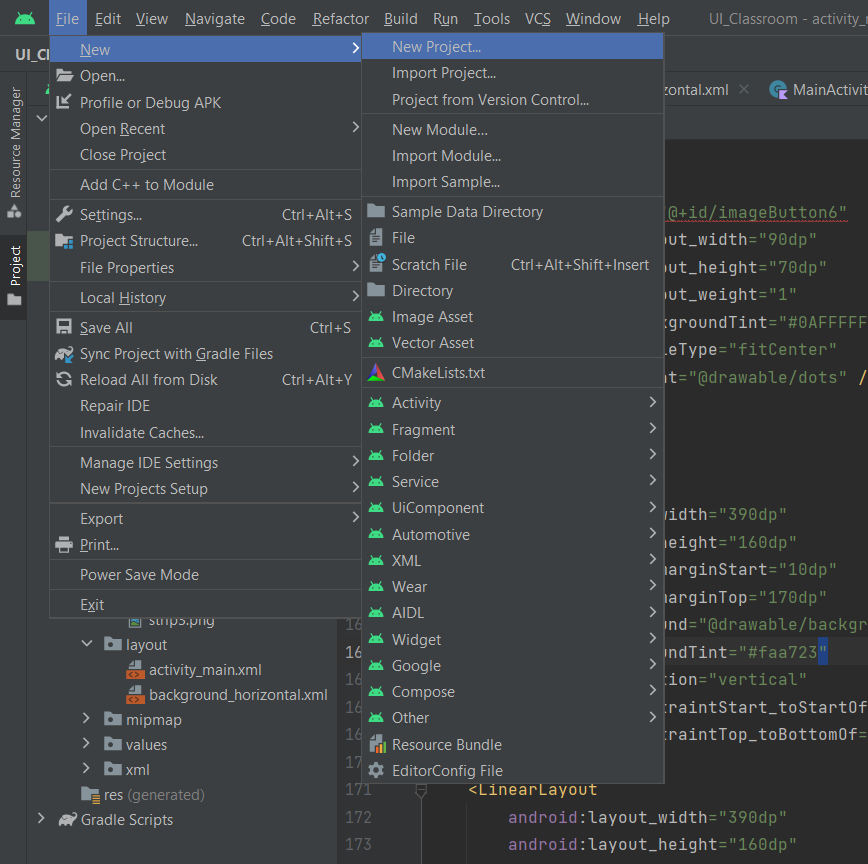 File Edit View Navigate Code Refactor Build Run Tools VCS Window Help UI_Classroom - activity_
UI_Cl
New
Open...
Profile or Debug APK
Open Recent
Close Project
Add C++ to Module
Settings... Ctrl+Alt+S
Project Structure... Ctrl+Alt+Shift+S
File Properties
Local History
Save All Ctrl+S
Sync Project with Gradle Files
Reload All from Disk Ctrl+Alt+Y
Repair IDE
Invalidate Caches...
Manage IDE Settings
New Projects Setup
Export
Print...
Power Save Mode
Exit
New Project...
Import Project...
Project from Version Control...
New Module...
Import Module...
Import Sample...
Sample Data Directory
File
Scratch File Ctrl+Alt+Shift+Insert
Directory
Image Asset
Vector Asset
CMakeLists.txt
Activity
Fragment
Folder
Service
UiComponent
Automotive
XML
Wear
AIDL
Widget
Google
Compose
Other
Resource Bundle
EditorConfig File
Resource Manager
Project
strip3.png
layout
activity_main.xml
background_horizontal.xml
mipmap
values
xml
res (generated)
Gradle Scripts
zontal.xml MainActivit
@+id/imageButton6"
out_width="90dp"
out_height="70dp"
out_weight="1"
kgroundTint="#0AFFFFF
leType="fitCenter"
nt="@drawable/dots" /
width="390dp"
height="160dp"
marginStart="10dp"
marginTop="170dp"
und="@drawable/backgr
undTint="#faa723"
tion="vertical"
traintStart_toStartOf
traintTop_toBottomOf=
171 <LinearLayout
172 android:layout_width="390dp"
173 android:layout_height="160dp"